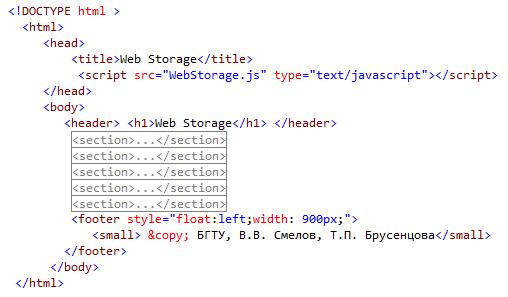 <!DOCTYPE html >
<html>
<head>
<title>Web Storage</title>
<script src="WebStorage.js" type="text/javascript"></script>
</head>
<body>
<header> <h1>Web Storage</h1> </header>
<section>...</section>
<section>...</section>
<section>...</section>
<section>...</section>
<section>...</section>
<footer style="float:left;width: 900px;">
<small> &copy; БГТУ, В.В. Смелов, Т.П. Брусенцова</small>
</footer>
</body>
</html>